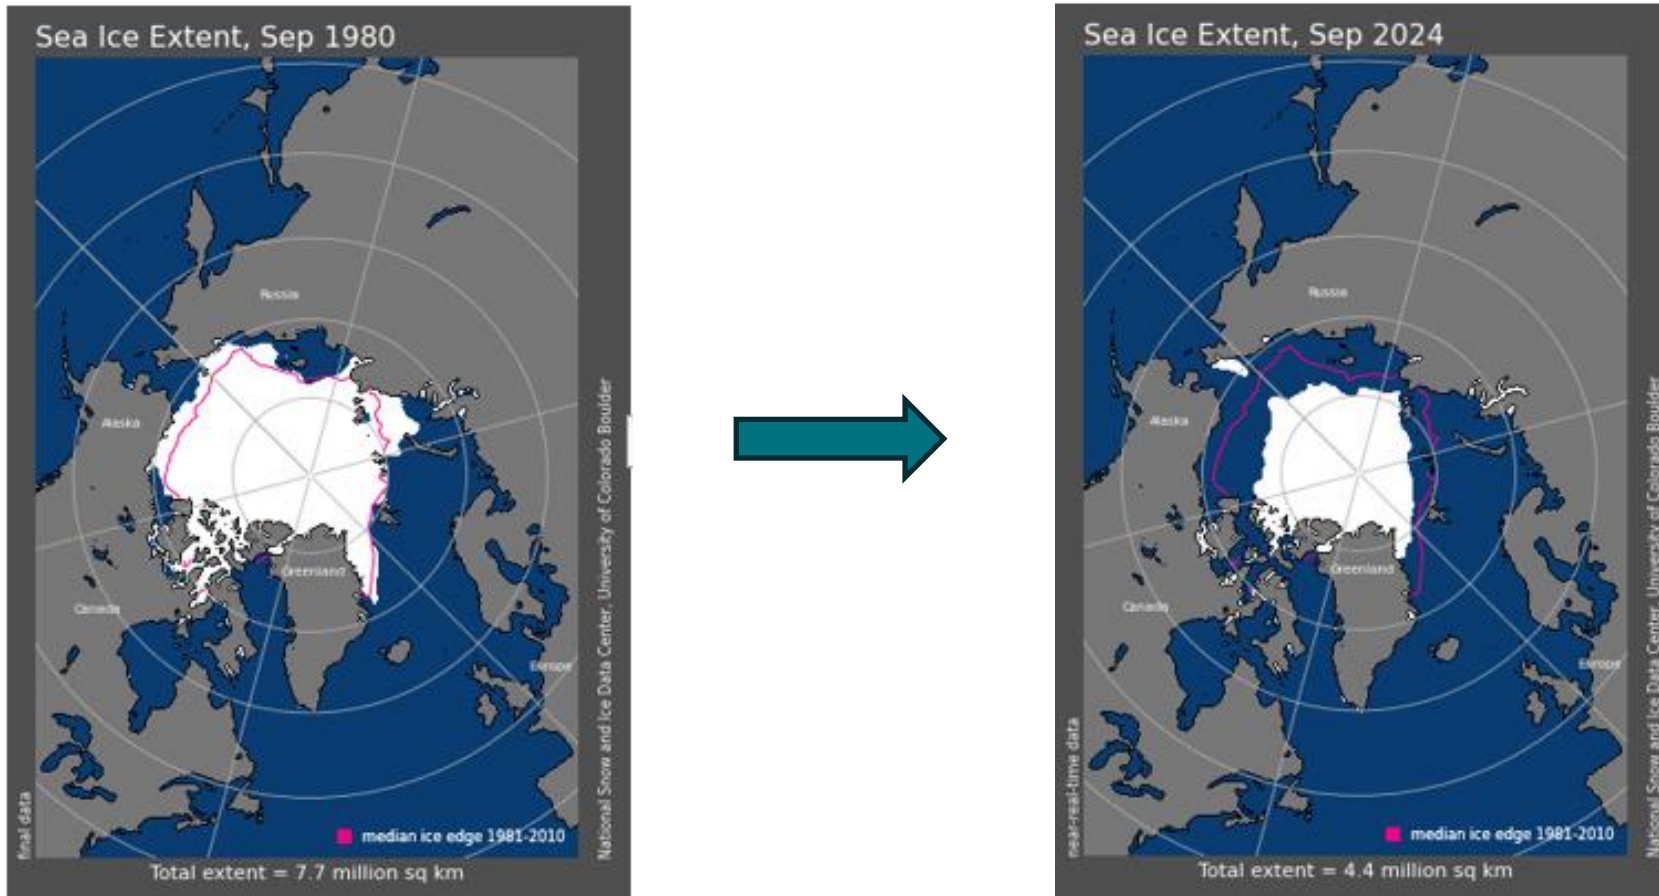 Sea Ice Extent, Sep 1980
Russia
Alaska
Greenland
Canada
Europe
median ice edge 1981-2010
final data
National Snow and Ice Data Center, University of Colorado Boulder
Total extent = 7.7 million sq km
Sea Ice Extent, Sep 2024
Russia
Alaska
Greenland
Canada
Europe
median ice edge 1981-2010
near-real-time data
National Snow and Ice Data Center, University of Colorado Boulder
Total extent = 4.4 million sq km